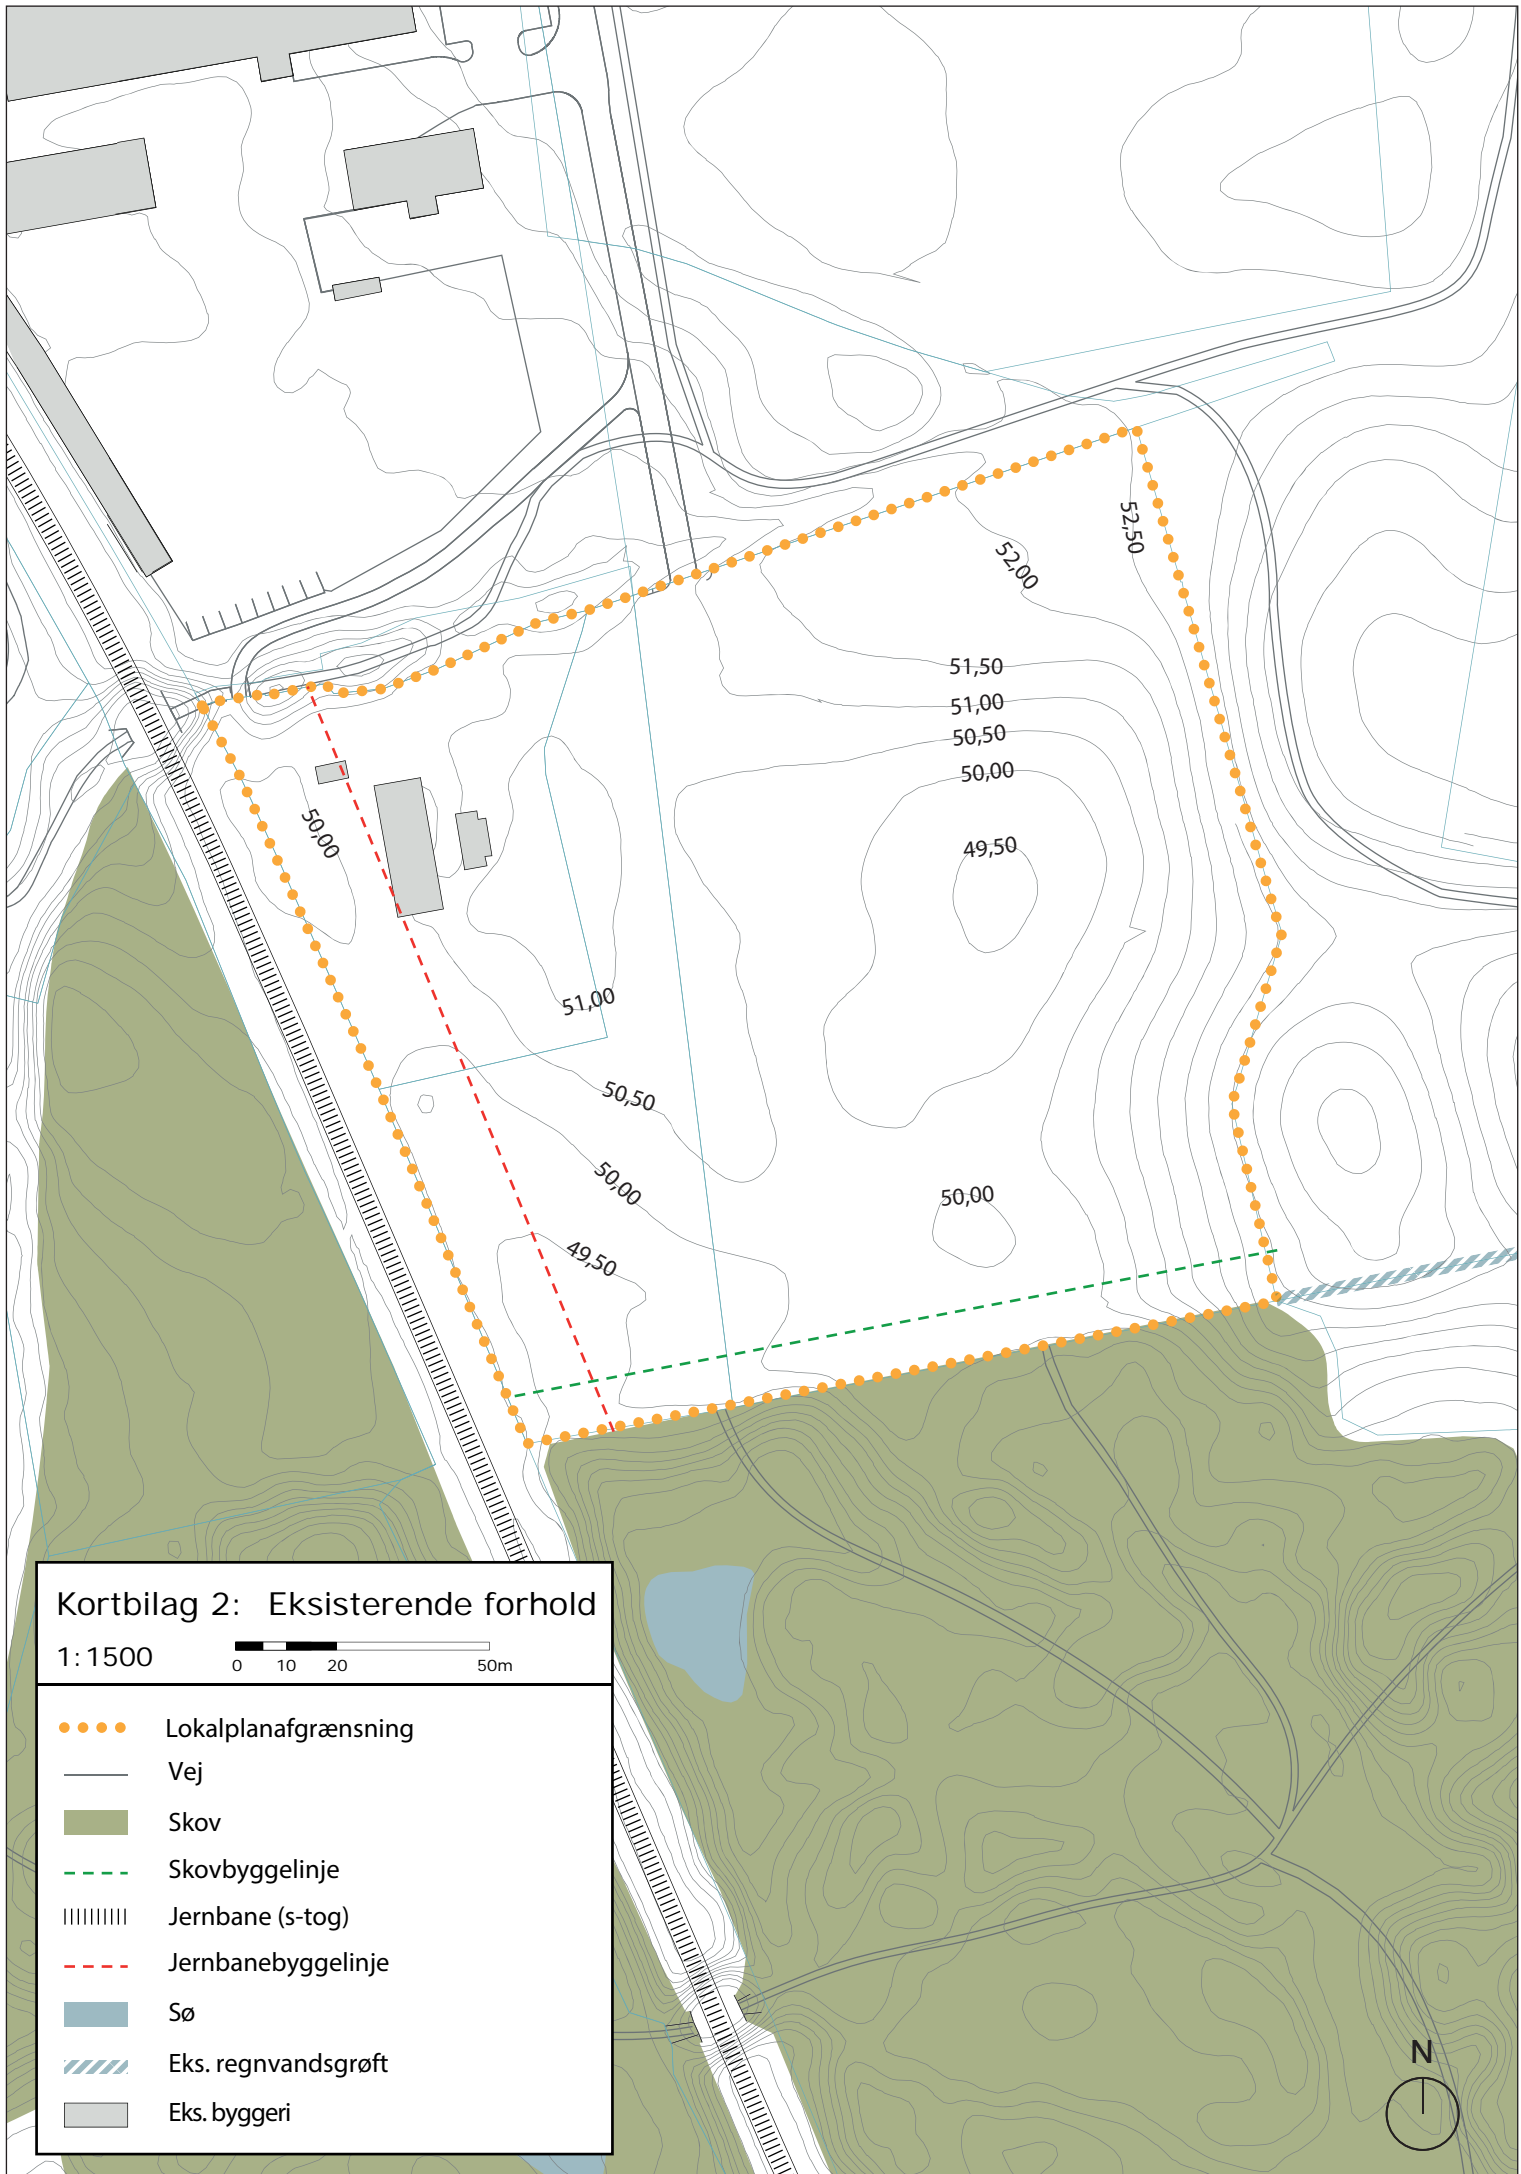 52,50
52,00
51,50
51,00
50,50
50,00
49,50
50,00
51,00
50,50
50,00
50,00
49,50
Kortbilag 2: Eksisterende forhold
1:1500
0 10 20 50m
Lokalplanafgrænsning
Vej
Skov
Skovbyggelinje
Jernbane (s-tog)
Jernbanebyggelinje
Sø
Eks. regnvandsgrøft
Eks. byggeri
N